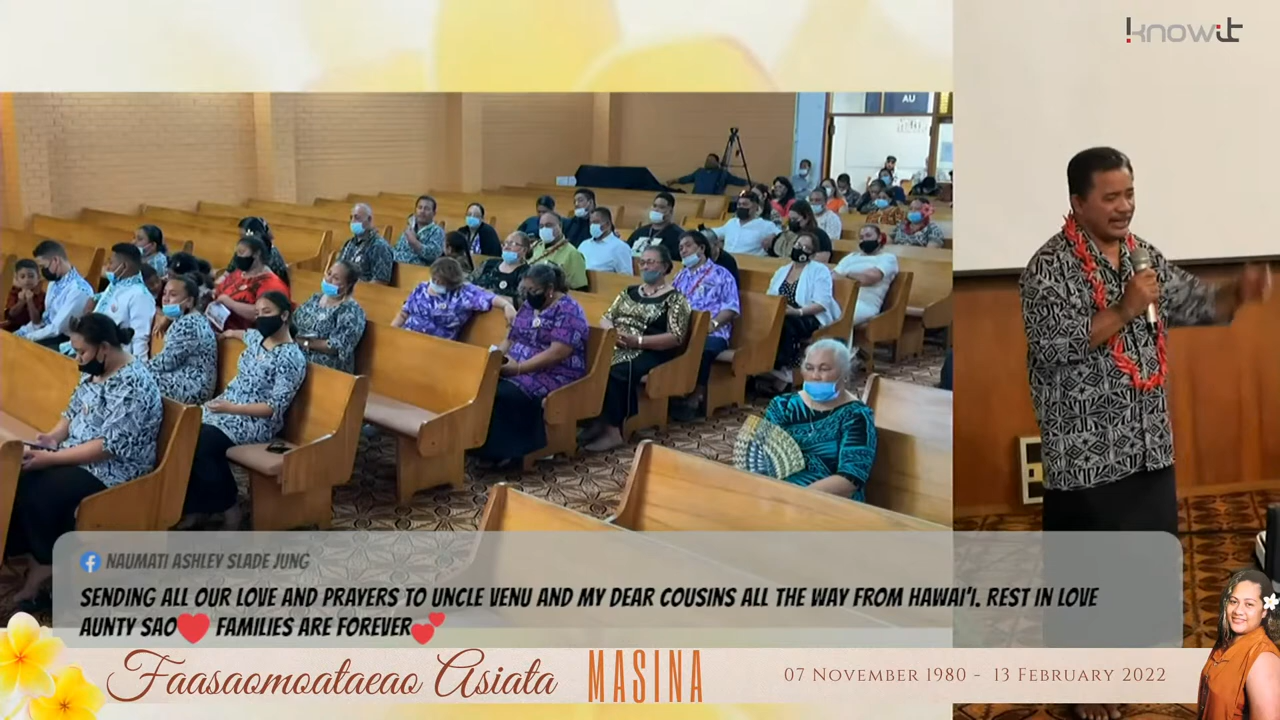 !knowit
AU
NAUMATI ASHLEY SLADE JUNG
SENDING ALL OUR LOVE AND PRAYERS TO UNCLE VENU AND MY DEAR COUSINS ALL THE WAY FROM HAWAI'I. REST IN LOVE
AUNTY SAO❤️ FAMILIES ARE FOREVER💕
Faasaomoataeao Asiata MASINA 07 NOVEMBER 1980 - 13 FEBRUARY 2022